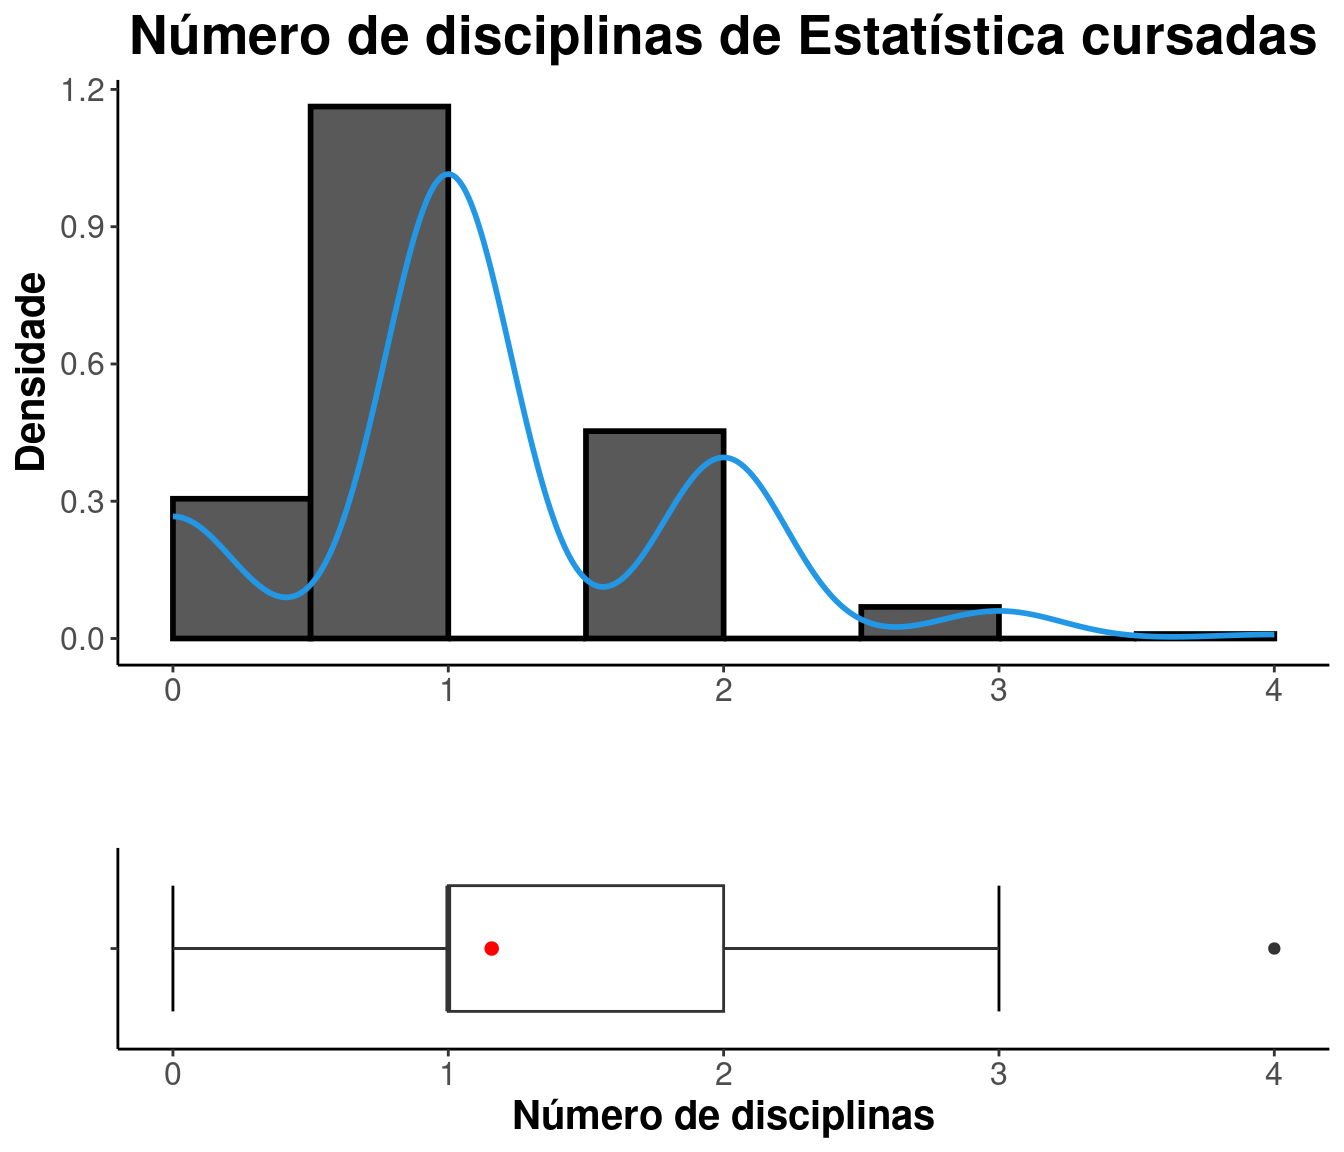 Número de disciplinas de Estatística cursadas
Densidade
1.2
0.9
0.6
0.3
0.0
0 1 2 3 4
0 1 2 3 4
Número de disciplinas